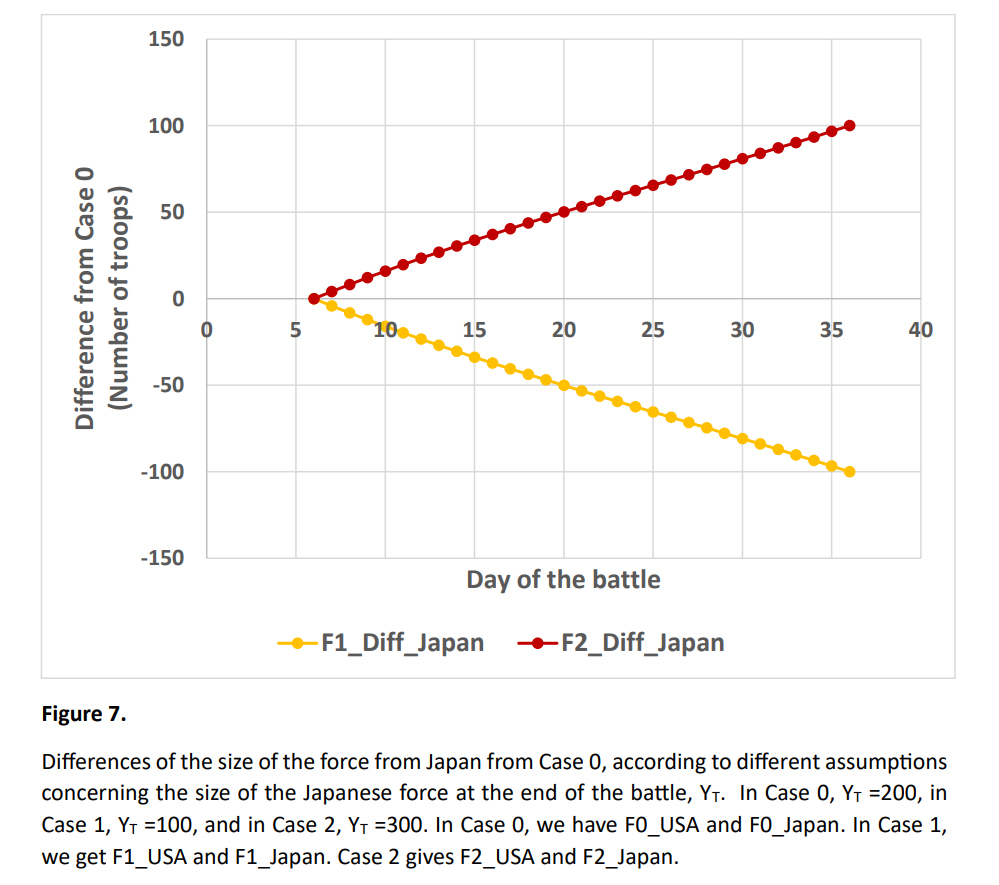 150
100
50
0
-50
-100
-150
0 5 10 15 20 25 30 35 40
Difference from Case 0
(Number of troops)
Day of the battle
F1_Diff_Japan F2_Diff_Japan
Figure 7.
Differences of the size of the force from Japan from Case 0, according to different assumptions
concerning the size of the Japanese force at the end of the battle, YT. In Case 0, YT =200, in
Case 1, YT =100, and in Case 2, YT =300. In Case 0, we have F0_USA and F0_Japan. In Case 1,
we get F1_USA and F1_Japan. Case 2 gives F2_USA and F2_Japan.